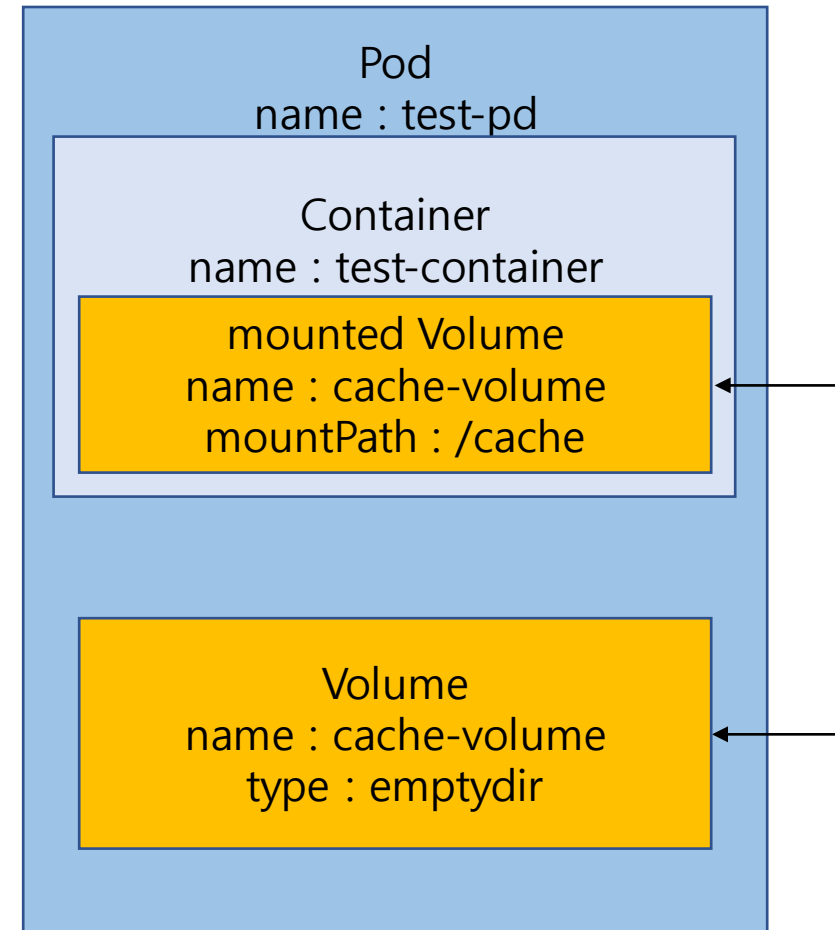 Pod
name : test-pd
Container
name : test-container
mounted Volume
name : cache-volume
mountPath : /cache
Volume
name : cache-volume
type : emptydir